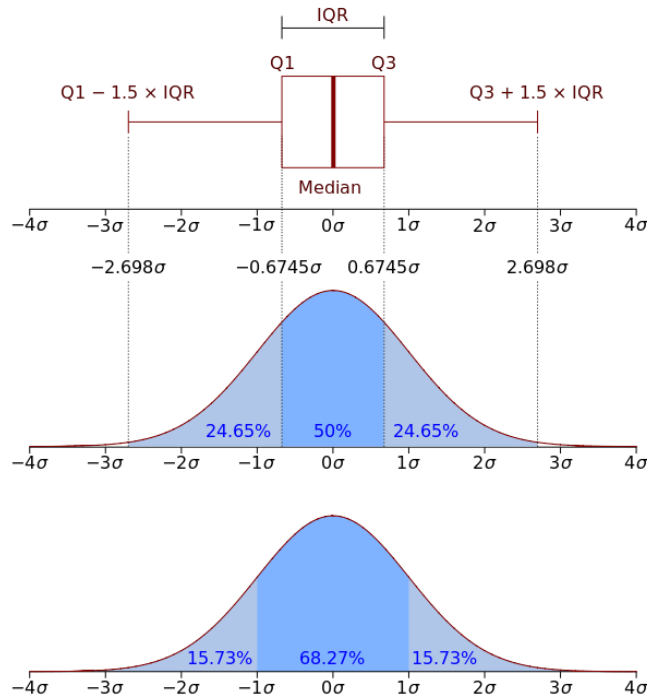 IQR
Q1 Q3
Q1 − 1.5 × IQR Q3 + 1.5 × IQR
Median
−4σ −3σ −2σ −1σ 0σ 1σ 2σ 3σ 4σ
−2.698σ −0.6745σ 0.6745σ 2.698σ
24.65% 50% 24.65%
−4σ −3σ −2σ −1σ 0σ 1σ 2σ 3σ 4σ
15.73% 68.27% 15.73%
−4σ −3σ −2σ −1σ 0σ 1σ 2σ 3σ 4σ